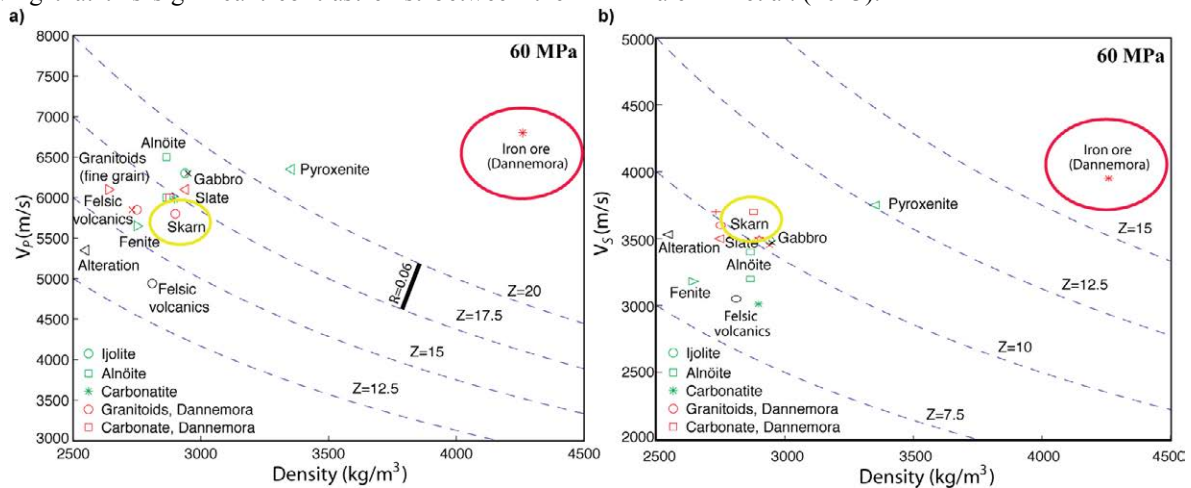 a)
60 MPa
8000
7500
7000
6500
6000
5500
5000
4500
4000
3500
3000
VP(m/s)
2500
3000
3500
4000
4500
Density (kg/m3)
Alnöite
Granitoids
(fine grain)
Gabbro
Slate
Felsic
volcanics
Skarn
Fenite
Alteration
Felsic
volcanics
Pyroxenite
Iron ore
(Dannemora)
R=0.06
Z=20
Z=17.5
Z=15
Z=12.5
Ijolite
Alnöite
Carbonatite
Granitoids, Dannemora
Carbonate, Dannemora
b)
60 MPa
5000
4500
4000
3500
3000
2500
2000
VS(m/s)
2500
3000
3500
4000
4500
Density (kg/m3)
Iron ore
(Dannemora)
Pyroxenite
Skarn
Slate
Gabbro
Alnöite
Fenite
Felsic
volcanics
Alteration
Z=15
Z=12.5
Z=10
Z=7.5
Ijolite
Alnöite
Carbonatite
Granitoids, Dannemora
Carbonate, Dannemora